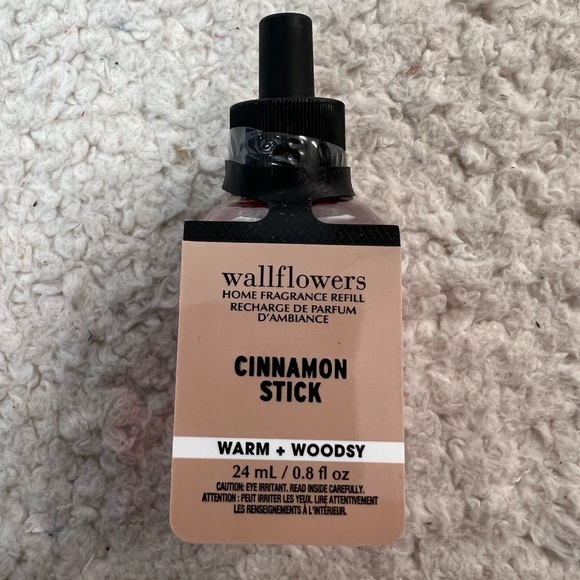 wallflowers
HOME FRAGRANCE REFILL
RECHARGE DE PARFUM
D'AMBIANCE
CINNAMON
STICK
WARM + WOODSY
24 mL / 0.8 fl oz
CAUTION: EYE IRRITANT. READ INSIDE CAREFULLY.
ATTENTION : PEUT IRRITER LES YEUX. LIRE ATTENTIVEMENT
LES RENSEIGNEMENTS À L'INTÉRIEUR.